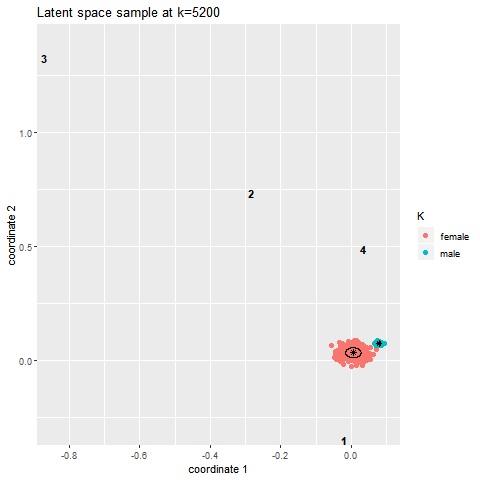 Latent space sample at k=5200
3
1.0
2
K
female
male
coordinate 2
0.5
4
0.0
1
-0.8
-0.6
-0.4
-0.2
0.0
coordinate 1